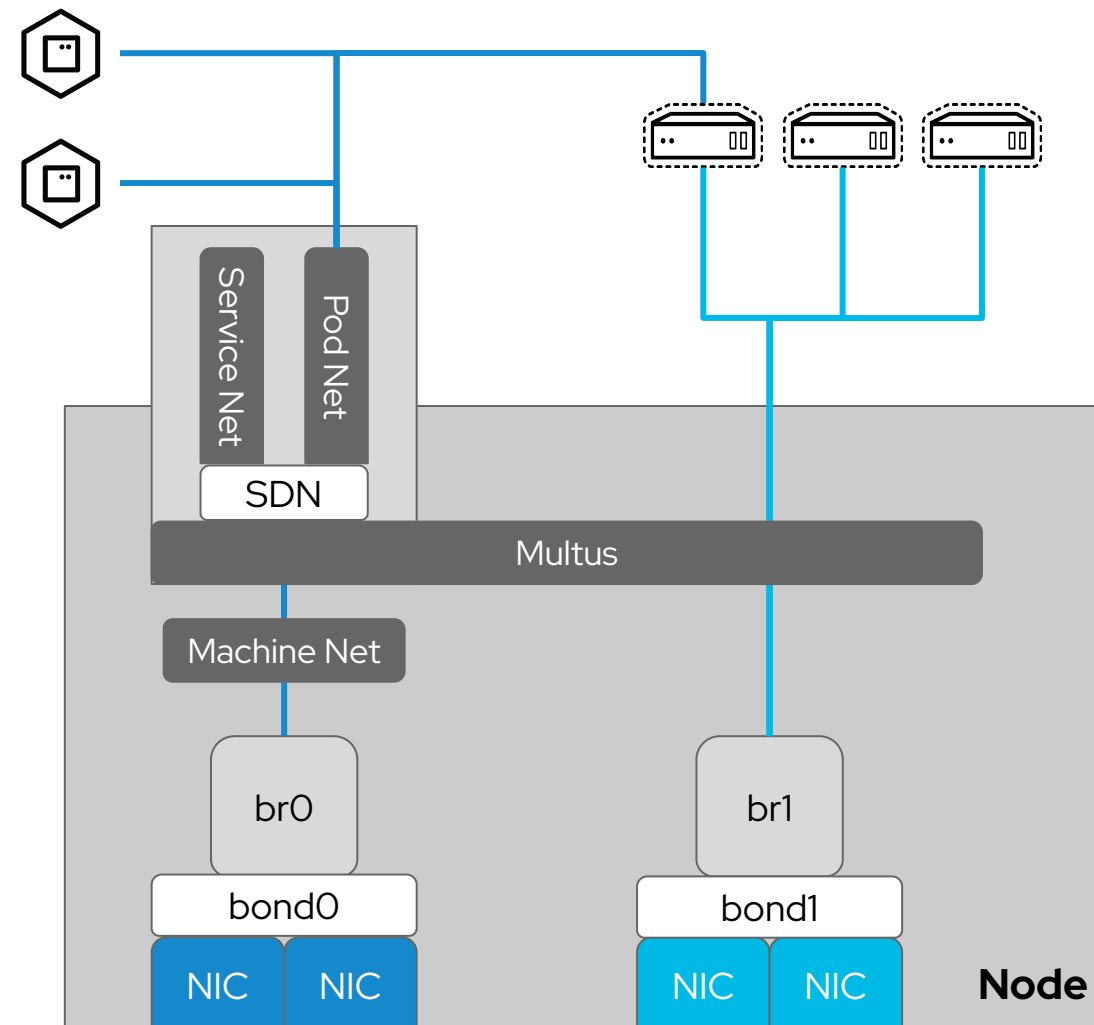 Service Net
Pod Net
SDN
Multus
Machine Net
br0
br1
bond0
bond1
NIC
NIC
NIC
NIC
Node